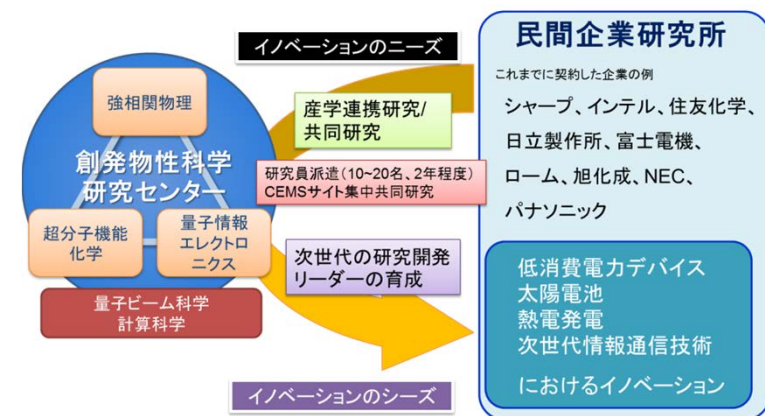 イノベーションのニーズ
強相関物理
創発物性科学
研究センター
超分子機能
化学
量子情報
エレクトロ
ニクス
量子ビーム科学
計算科学
産学連携研究/
共同研究
研究員派遣(10~20名、2年程度)
CEMSサイト集中共同研究
次世代の研究開発
リーダーの育成
イノベーションのシーズ
民間企業研究所
これまでに契約した企業の例
シャープ、インテル、住友化学、
日立製作所、富士電機、
ローム、旭化成、NEC、
パナソニック
低消費電力デバイス
太陽電池
熱電発電
次世代情報通信技術
におけるイノベーション